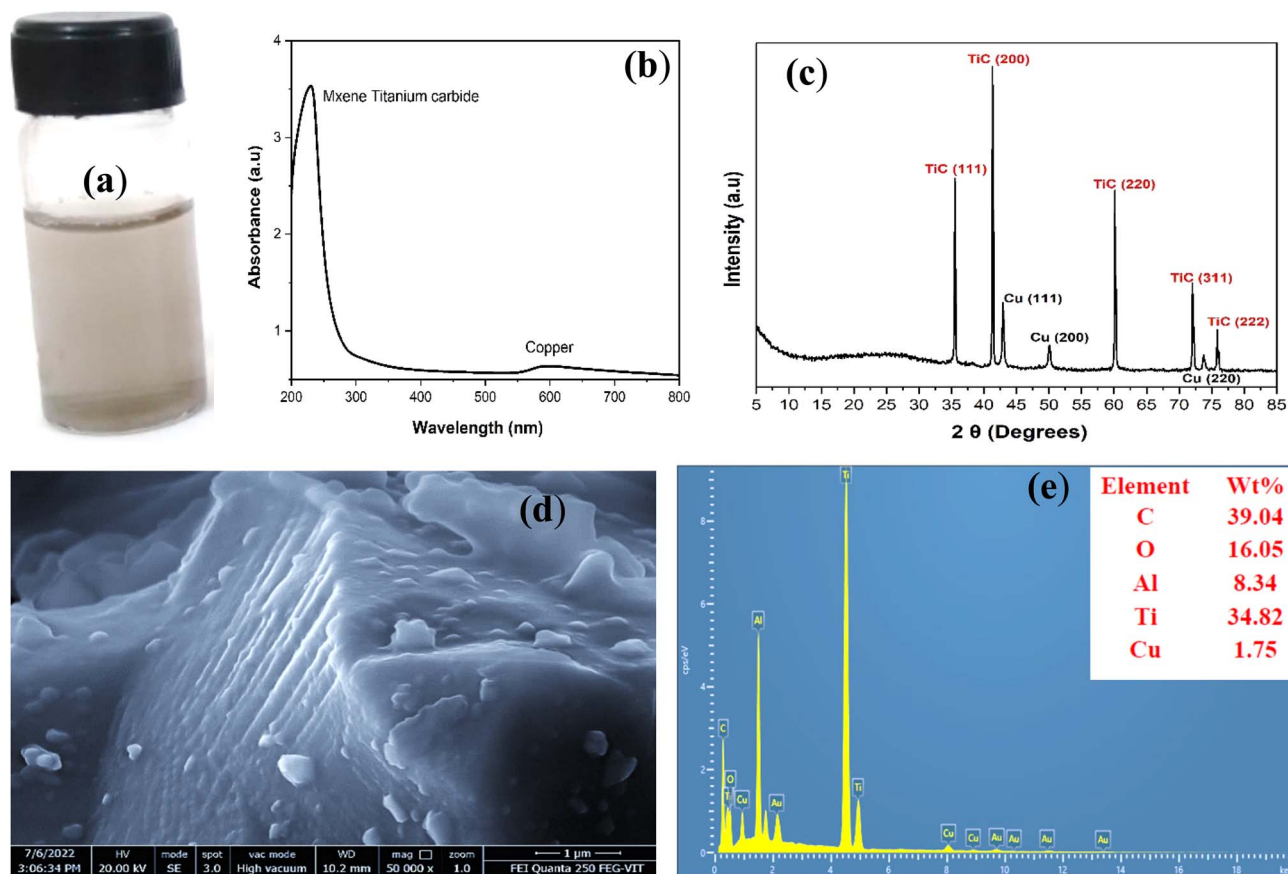 (a)
(b)
Mxene Titanium carbide
Copper
Absorbance (a.u)
4
3
2
1
200 300 400 500 600 700 800
Wavelength (nm)
(c)
TiC (200)
TiC (111)
TiC (220)
Cu (111)
TiC (311)
Cu (200)
TiC (222)
Cu (220)
Intensity (a.u)
5 10 15 20 25 30 35 40 45 50 55 60 65 70 75 80 85
2 θ (Degrees)
(d)
7/6/2022 HV mode spot vac mode WD mag zoom 1 µm
3:06:34 PM 20.00 kV SE 3.0 High vacuum 10.2 mm 50 000 x 1.0 FEI Quanta 250 FEG-VIT
(e)
Element Wt%
C 39.04
O 16.05
Al 8.34
Ti 34.82
Cu 1.75
cps/eV
8
6
4
2
0
Ti
Al
C
O
Cu
Au
Ti
Cu
Cu
Au
Au
Au
Au
0 2 4 6 8 10 12 14 16 18